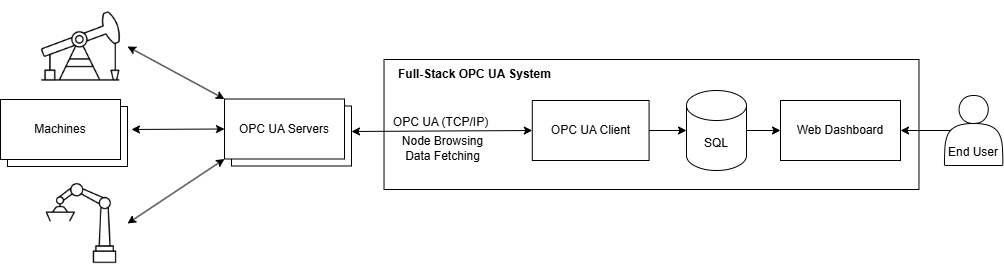 Full-Stack OPC UA System
Machines
OPC UA Servers
OPC UA (TCP/IP)
Node Browsing
Data Fetching
OPC UA Client
SQL
Web Dashboard
End User